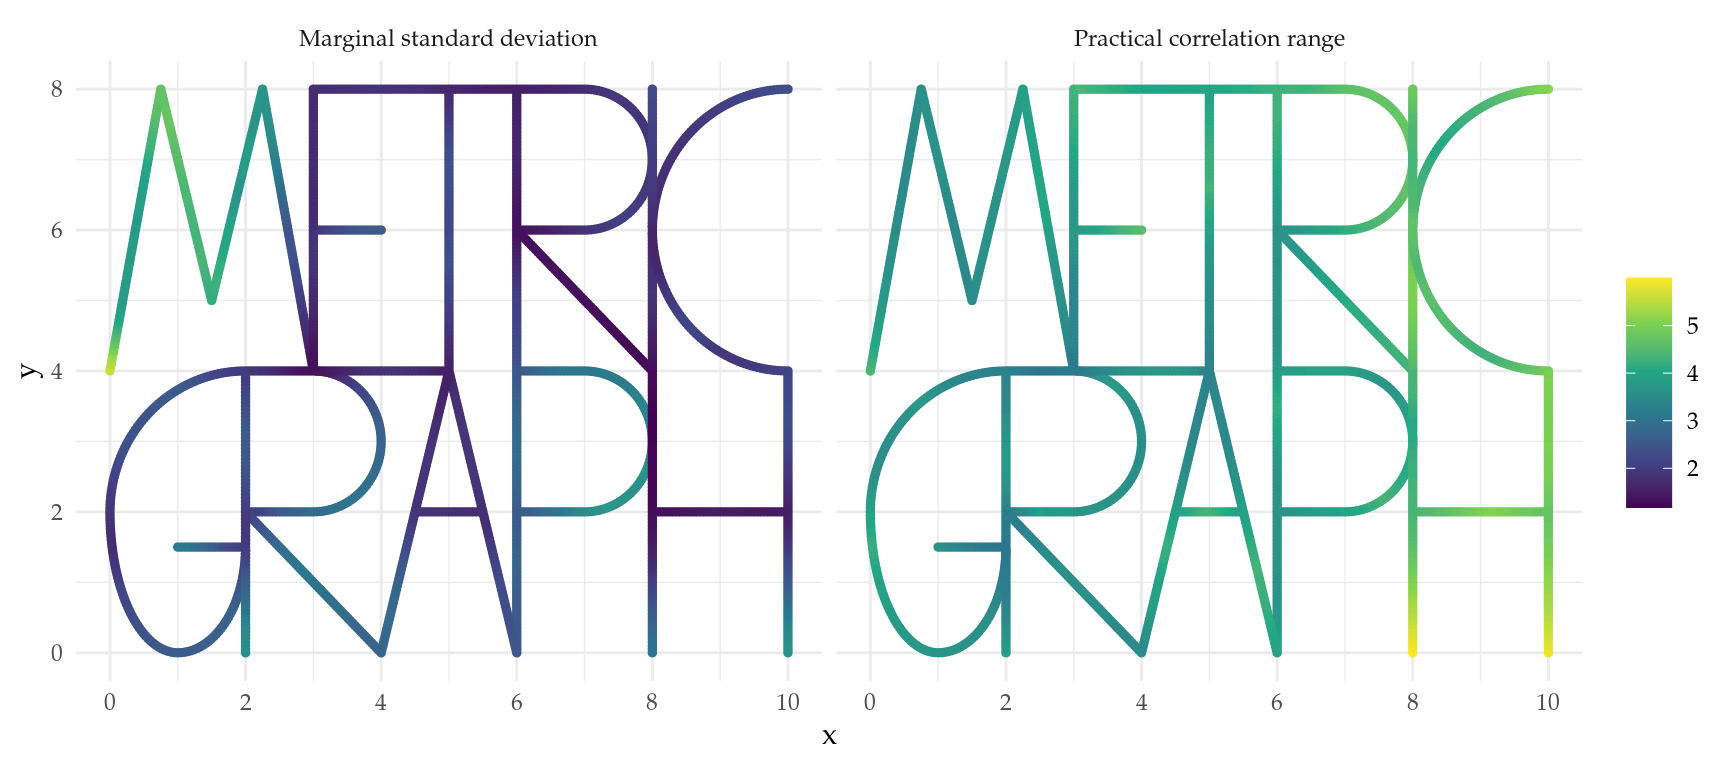 Marginal standard deviation
Practical correlation range
METRIC
GRAPH
METRIC
GRAPH
y
8
6
4
2
0
0 2 4 6 8 10
0 2 4 6 8 10
x
5
4
3
2